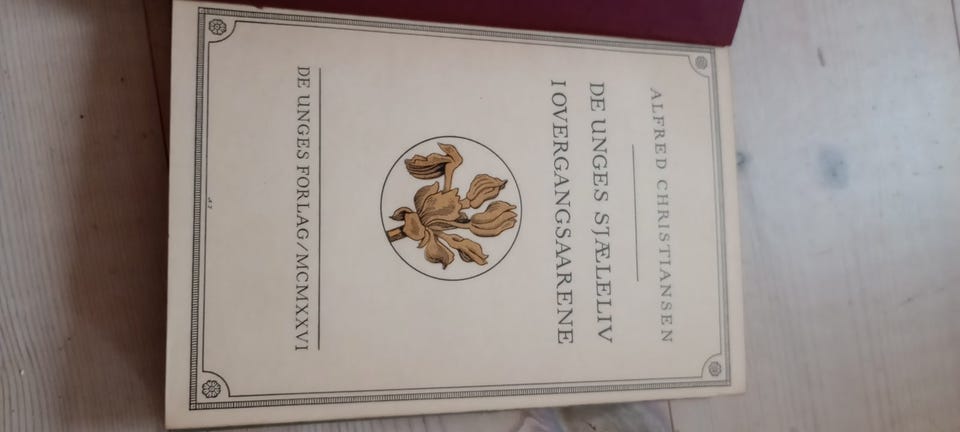 ALFRED CHRISTIANSEN
DE UNGES SJÆLELIV
I OVERGANGSAARENE
DE UNGES FORLAG/MCMXXVI